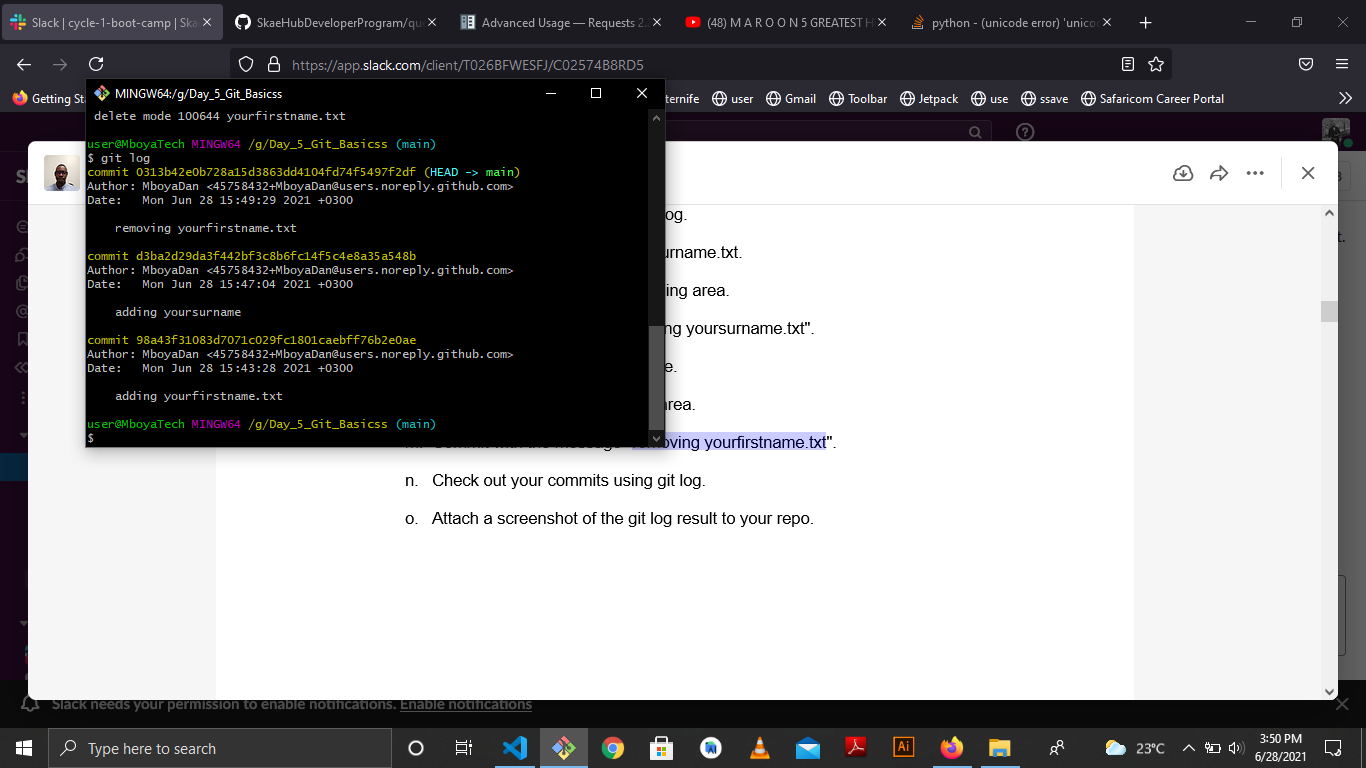 Slack | cycle-1-boot-camp | Ska
SkaeHubDeveloperProgram/qu
Advanced Usage — Requests 2.
(48) M A R O O N 5 GREATEST H
python - (unicode error) 'unico
https://app.slack.com/client/T026BFWESFJ/C02574B8RD5
Getting St
ternife
user
Gmail
Toolbar
Jetpack
use
ssave
Safaricom Career Portal
MINGW64:/g/Day_5_Git_Basicss
delete mode 100644 yourfirstname.txt
user@MboyaTech MINGW64 /g/Day_5_Git_Basicss (main)
$ git log
commit 0313b42e0b728a15d3863dd4104fd74f5497f2df (HEAD -> main)
Author: MboyaDan <45758432+MboyaDan@users.noreply.github.com>
Date: Mon Jun 28 15:49:29 2021 +0300
removing yourfirstname.txt
commit d3ba2d29da3f442bf3c8b6fc14f5c4e8a35a548b
Author: MboyaDan <45758432+MboyaDan@users.noreply.github.com>
Date: Mon Jun 28 15:47:04 2021 +0300
adding yoursurname
commit 98a43f31083d7071c029fc1801caebff76b2e0ae
Author: MboyaDan <45758432+MboyaDan@users.noreply.github.com>
Date: Mon Jun 28 15:43:28 2021 +0300
adding yourfirstname.txt
user@MboyaTech MINGW64 /g/Day_5_Git_Basicss (main)
$
og.
urname.txt.
ing area.
ng yoursurname.txt".
e.
area.
moving yourfirstname.txt".
n. Check out your commits using git log.
o. Attach a screenshot of the git log result to your repo.
Slack needs your permission to enable notifications. Enable notifications
Type here to search
23°C
3:50 PM
6/28/2021